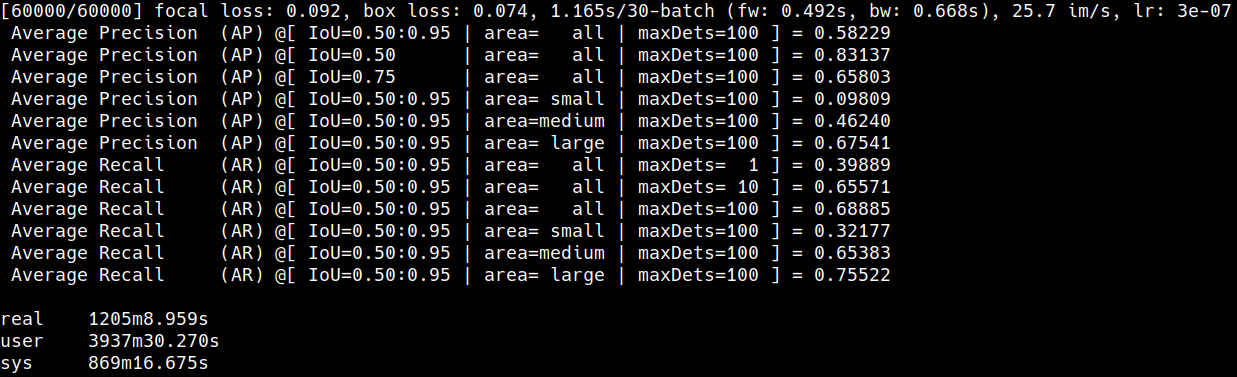 [60000/60000] focal loss: 0.092, box loss: 0.074, 1.165s/30-batch (fw: 0.492s, bw: 0.668s), 25.7 im/s, lr: 3e-07
 Average Precision  (AP) @[ IoU=0.50:0.95 | area=   all | maxDets=100 ] = 0.58229
 Average Precision  (AP) @[ IoU=0.50      | area=   all | maxDets=100 ] = 0.83137
 Average Precision  (AP) @[ IoU=0.75      | area=   all | maxDets=100 ] = 0.65803
 Average Precision  (AP) @[ IoU=0.50:0.95 | area= small | maxDets=100 ] = 0.09809
 Average Precision  (AP) @[ IoU=0.50:0.95 | area=medium | maxDets=100 ] = 0.46240
 Average Precision  (AP) @[ IoU=0.50:0.95 | area= large | maxDets=100 ] = 0.67541
 Average Recall     (AR) @[ IoU=0.50:0.95 | area=   all | maxDets=  1 ] = 0.39889
 Average Recall     (AR) @[ IoU=0.50:0.95 | area=   all | maxDets= 10 ] = 0.65571
 Average Recall     (AR) @[ IoU=0.50:0.95 | area=   all | maxDets=100 ] = 0.68885
 Average Recall     (AR) @[ IoU=0.50:0.95 | area= small | maxDets=100 ] = 0.32177
 Average Recall     (AR) @[ IoU=0.50:0.95 | area=medium | maxDets=100 ] = 0.65383
 Average Recall     (AR) @[ IoU=0.50:0.95 | area= large | maxDets=100 ] = 0.75522

real    1205m8.959s
user    3937m30.270s
sys     869m16.675s